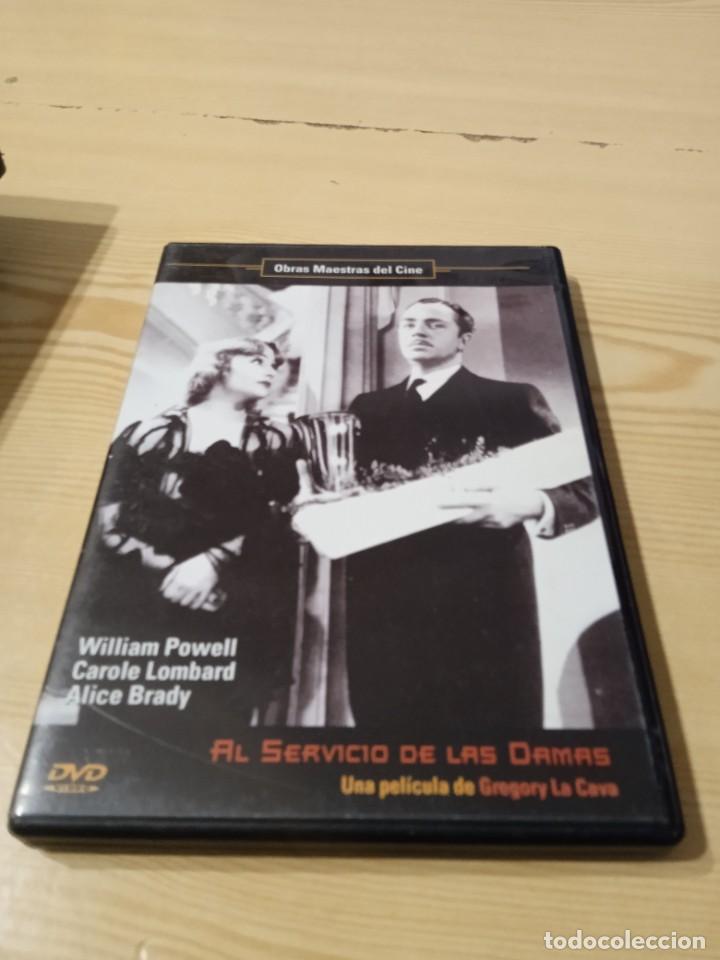 Obras Maestras del Cine
William Powell
Carole Lombard
Alice Brady
AL SERVICIO DE LAS DAMAS
Una película de Gregory La Cava
DVD
VIDEO
todocoleccion